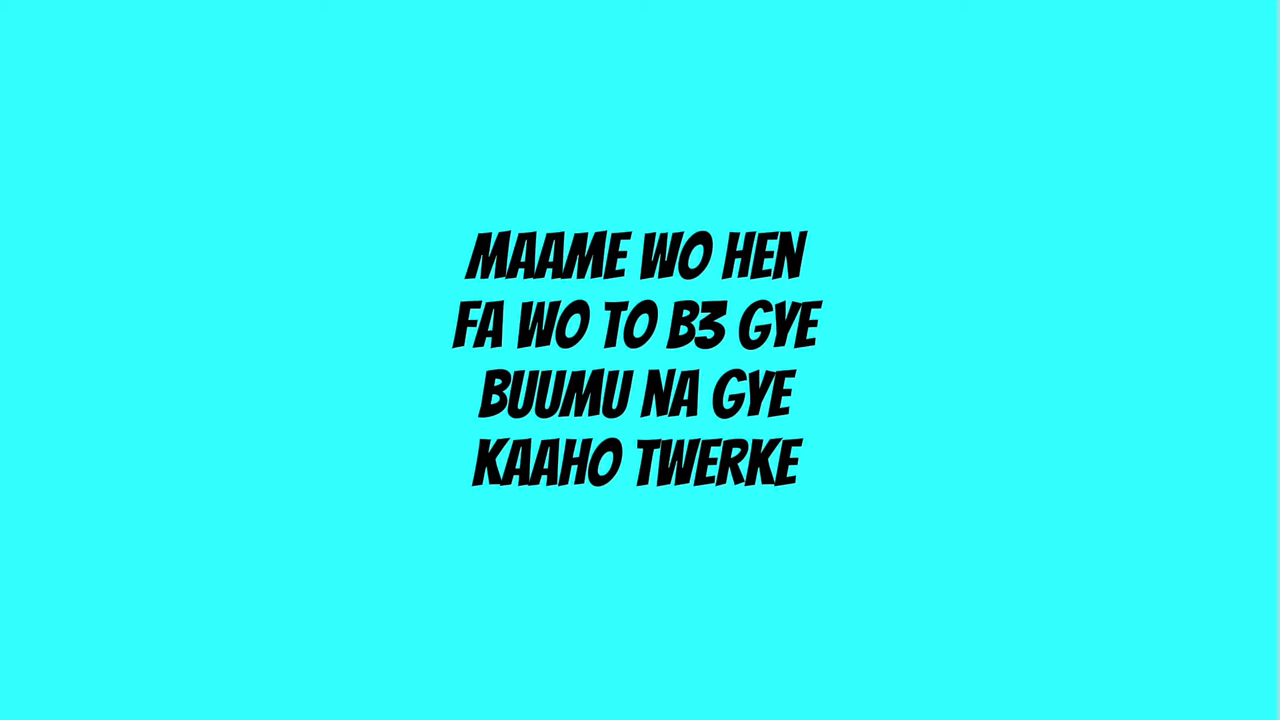 MAAME WO HEN
FA WO TO B3 GYE
BUUMU NA GYE
KAAHO TWERKE